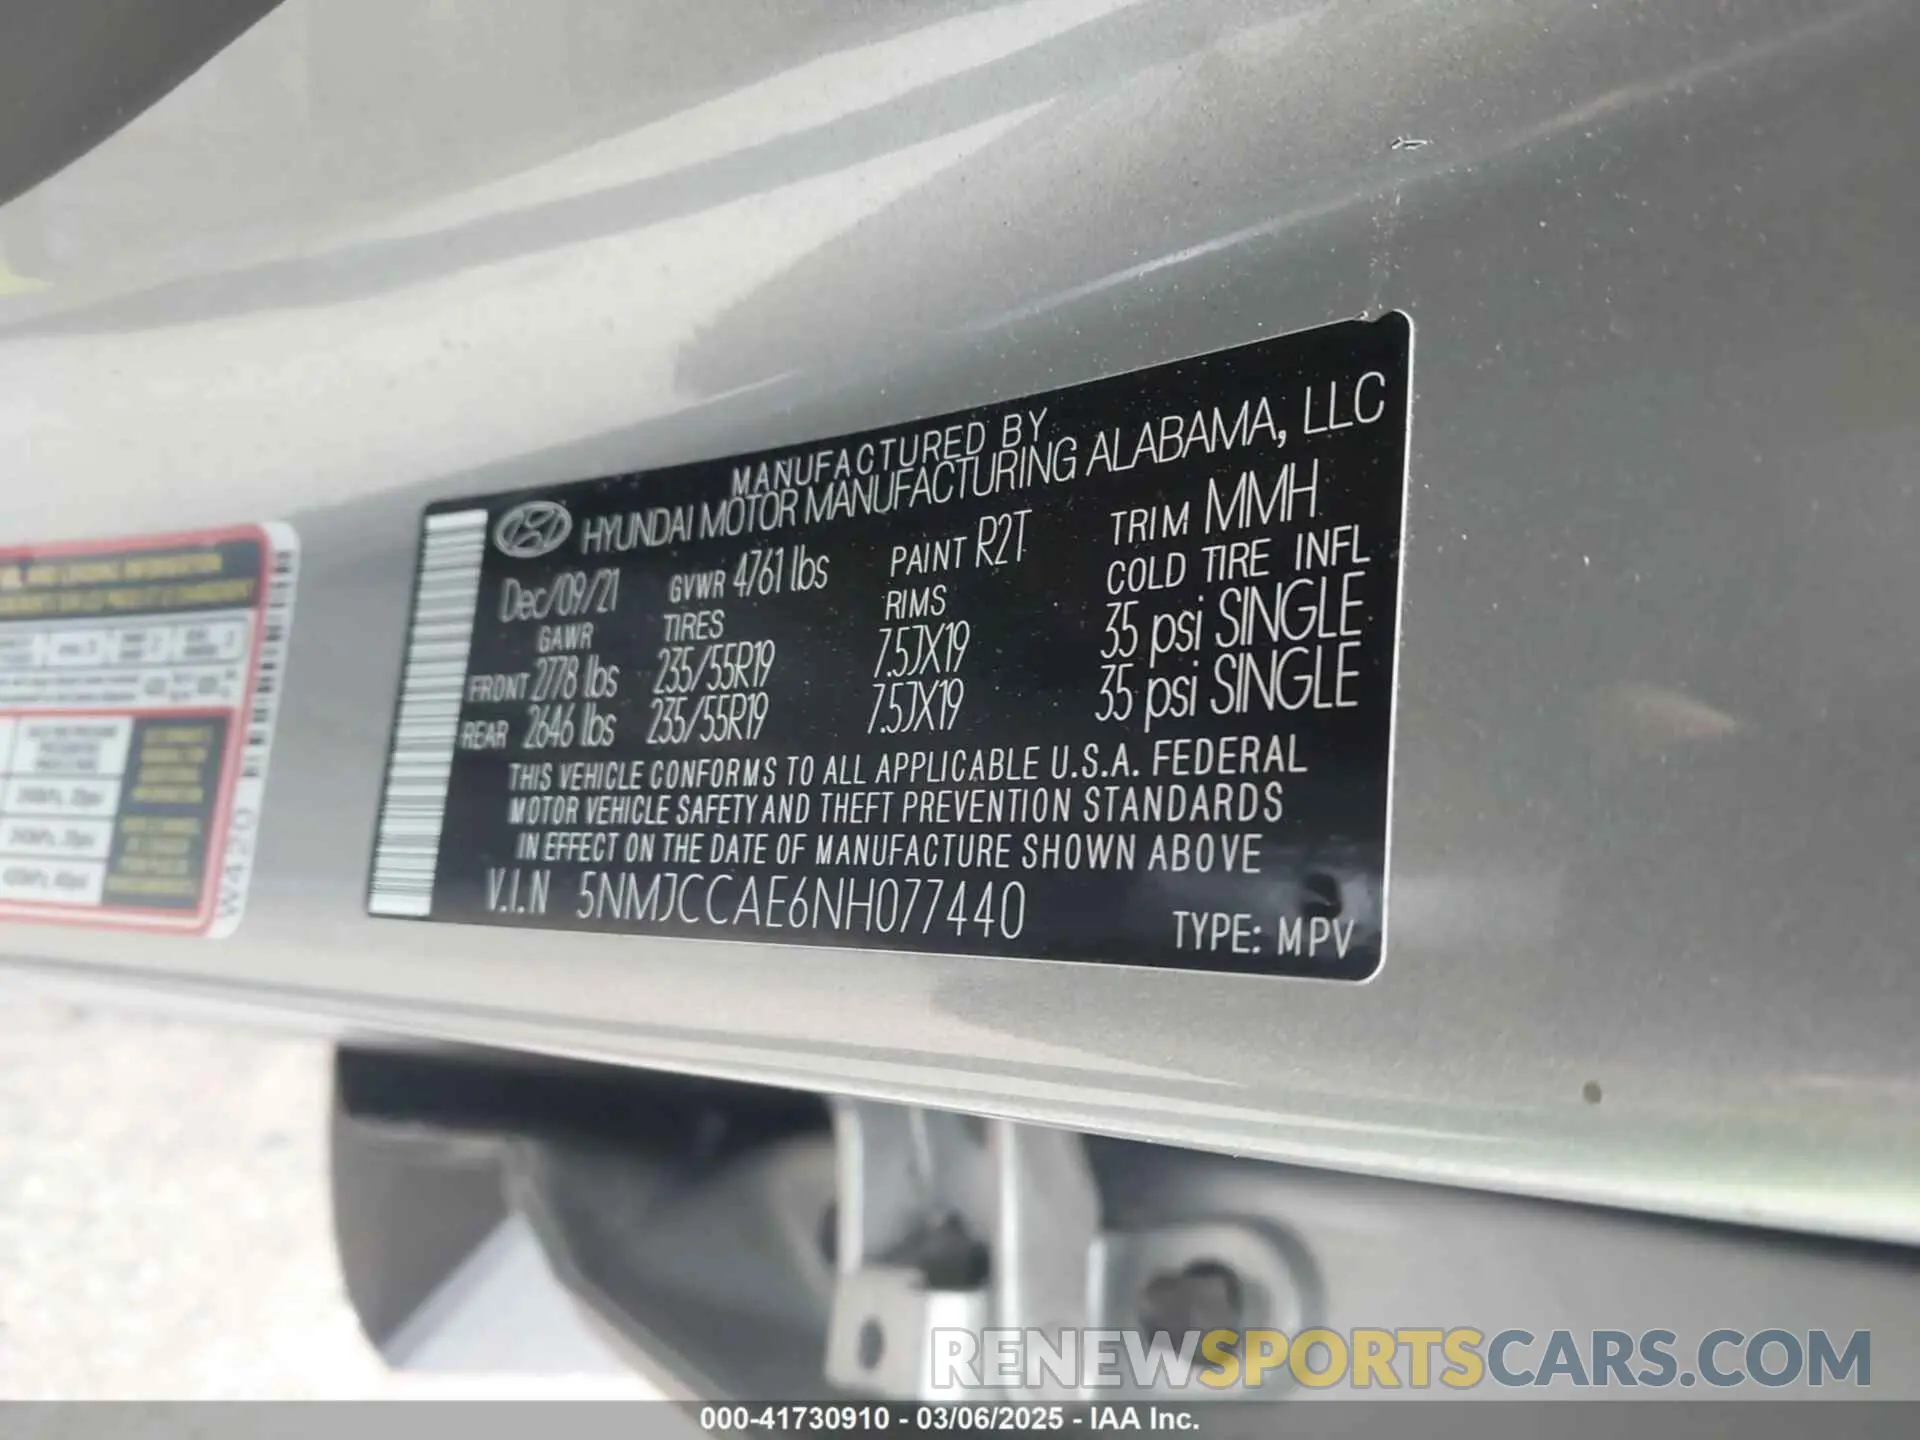 MANUFACTURED BY
HYUNDAI MOTOR MANUFACTURING ALABAMA, LLC
Dec/09/21 GVWR 4761 lbs PAINT R2T TRIM MMH
GAWR TIRES RIMS COLD TIRE INFL
FRONT 2778 lbs 235/55R19 7.5JX19 35 psi SINGLE
REAR 2646 lbs 235/55R19 7.5JX19 35 psi SINGLE
THIS VEHICLE CONFORMS TO ALL APPLICABLE U.S.A. FEDERAL
MOTOR VEHICLE SAFETY AND THEFT PREVENTION STANDARDS
IN EFFECT ON THE DATE OF MANUFACTURE SHOWN ABOVE
V.I.N 5NMJCCAE6NH077440 TYPE: MPV
W420
RENEWSPORTSCARS.COM
000-41730910 - 03/06/2025 - IAA Inc.